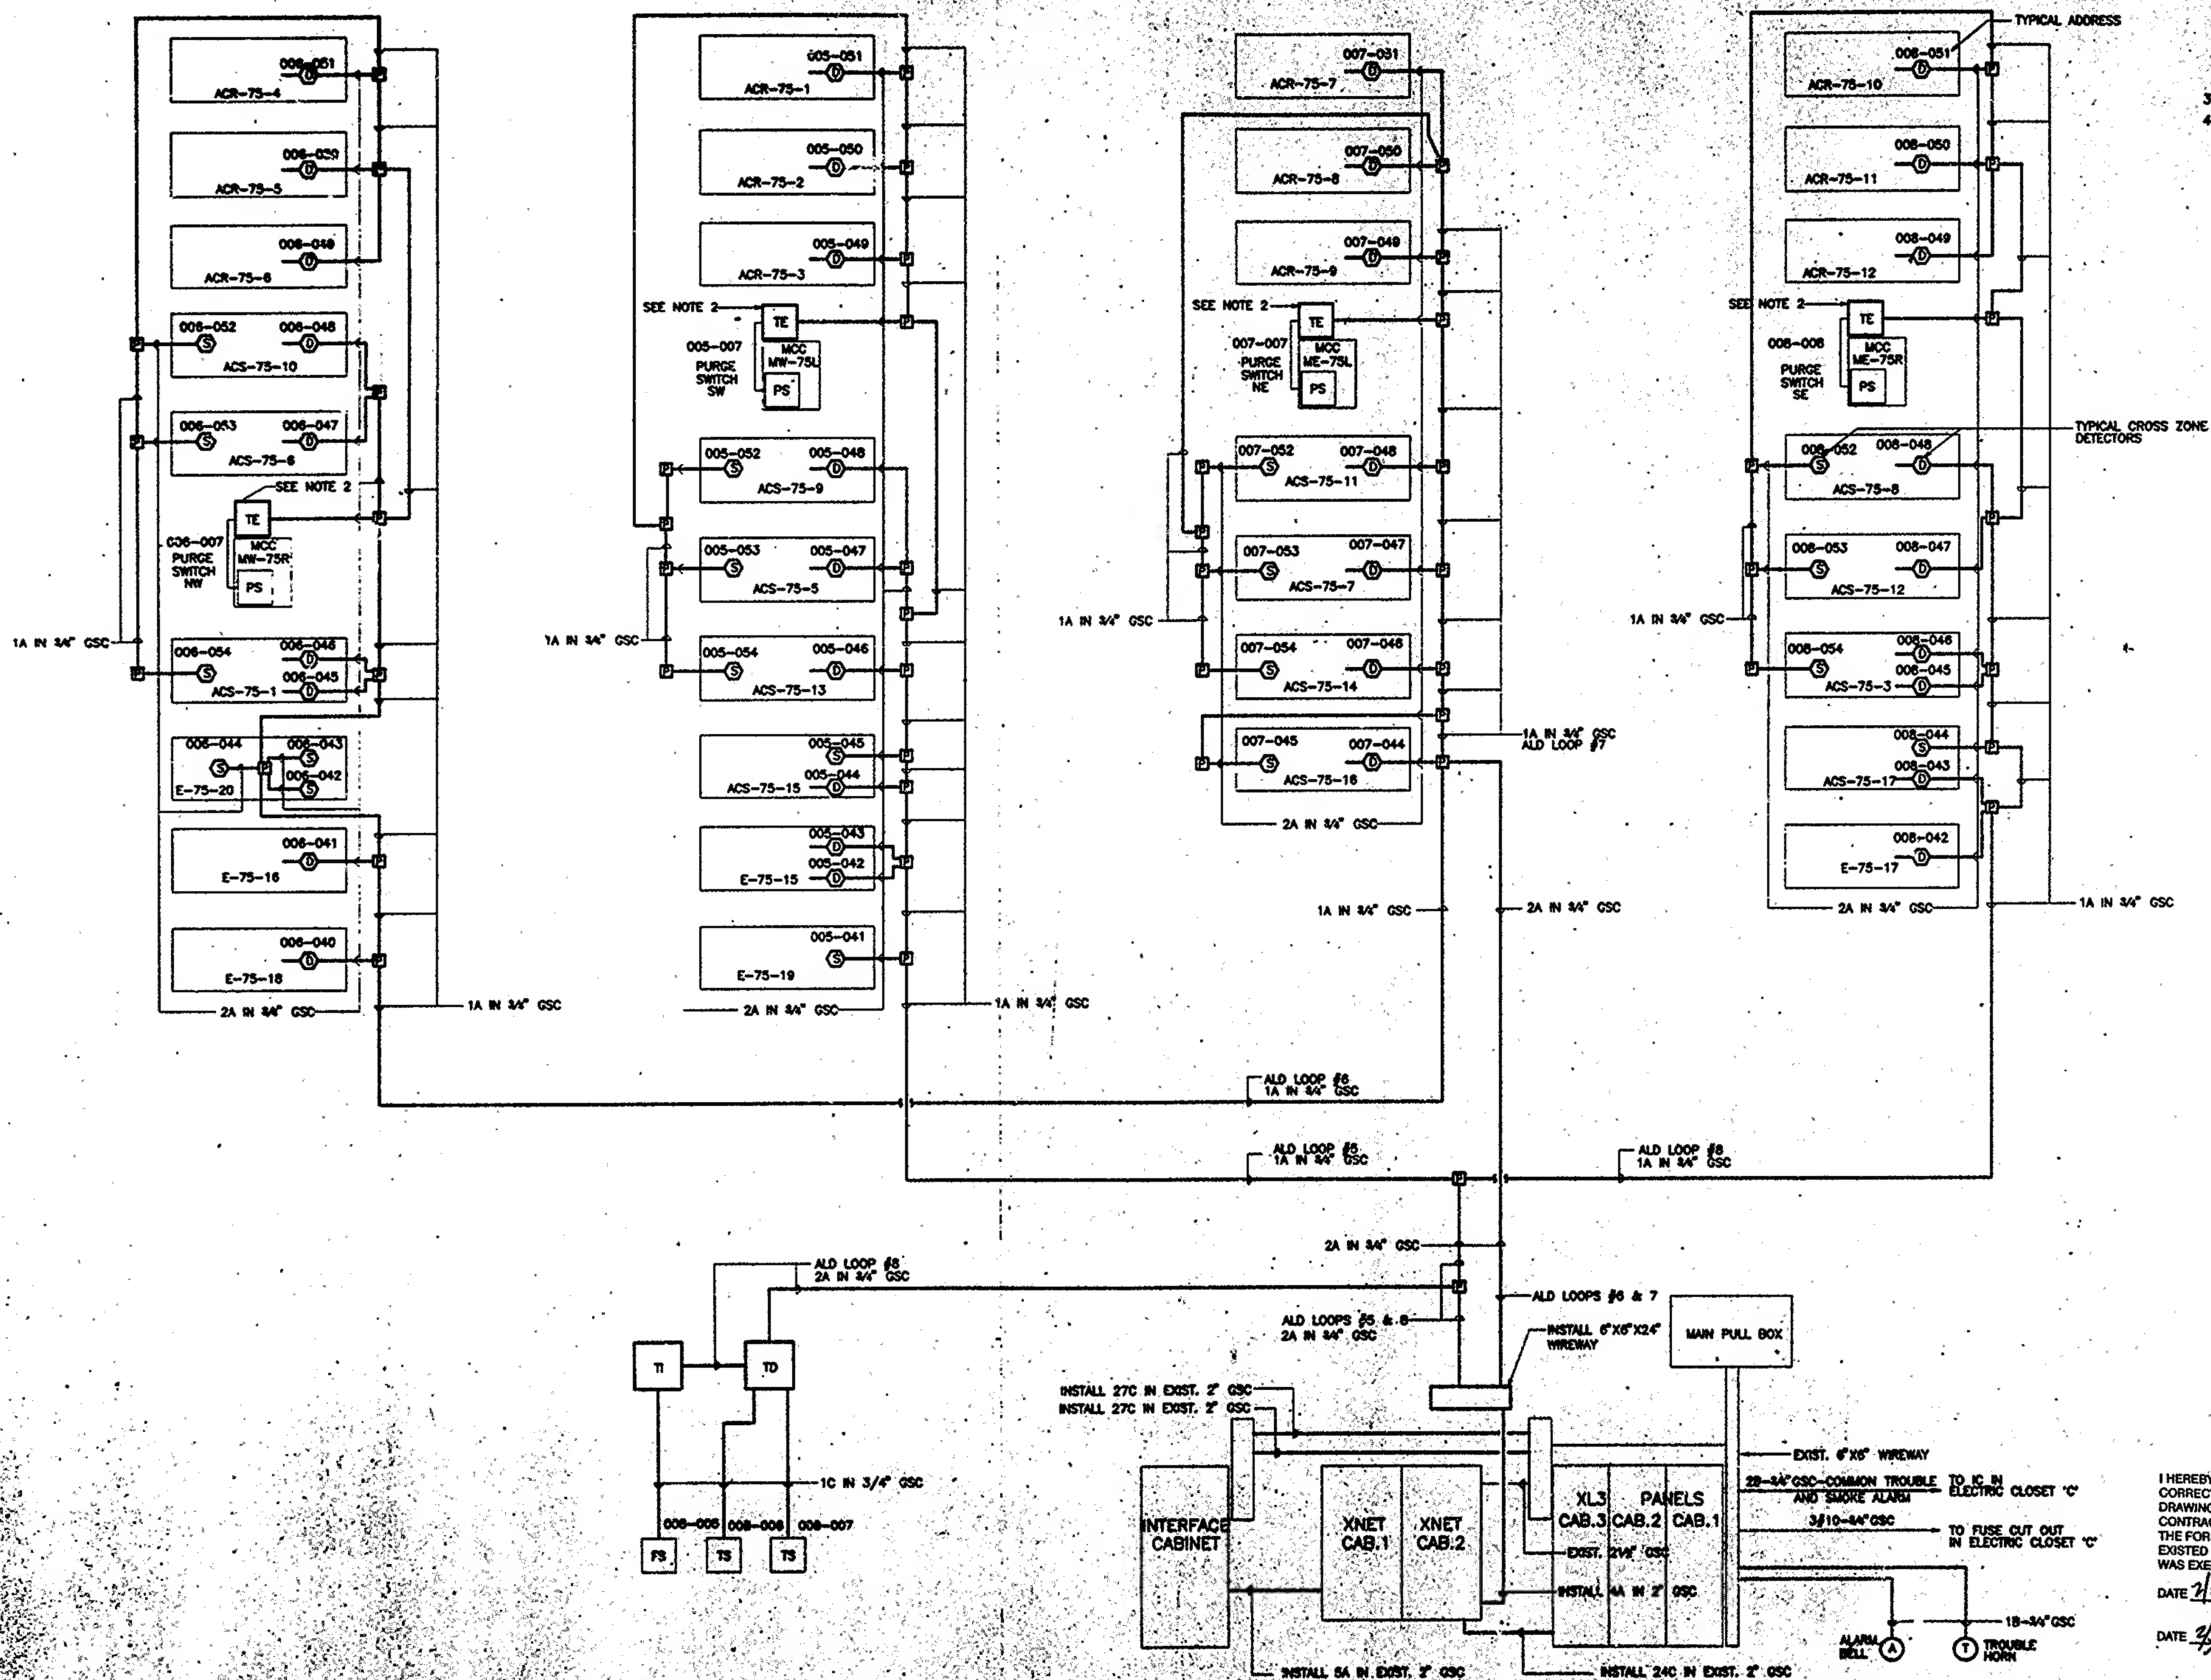 006-051
ACR-75-4
006-050
ACR-75-5
006-049
ACR-75-6
006-052 006-048
ACS-75-10
006-053 006-047
ACS-75-6
SEE NOTE 2
TE
006-007
PURGE
SWITCH
NW
MCC
MW-75R
PS
1A IN 3/4" GSC
006-054 006-046
006-045
ACS-75-1
006-044 006-043
006-042
E-75-20
006-041
E-75-16
006-040
E-75-18
2A IN 3/4" GSC
1A IN 3/4" GSC
005-051
ACR-75-1
005-050
ACR-75-2
005-049
ACR-75-3
SEE NOTE 2
TE
005-007
PURGE
SWITCH
SW
MCC
MW-75L
PS
005-052 005-048
ACS-75-9
005-053 005-047
ACS-75-5
1A IN 3/4" GSC
005-054 005-046
ACS-75-13
005-045
005-044
ACS-75-15
005-043
005-042
E-75-15
005-041
E-75-19
2A IN 3/4" GSC
1A IN 3/4" GSC
007-051
ACR-75-7
007-050
ACR-75-8
007-049
ACR-75-9
SEE NOTE 2
TE
007-007
PURGE
SWITCH
NE
MCC
ME-75L
PS
007-052 007-048
ACS-75-11
007-053 007-047
ACS-75-7
1A IN 3/4" GSC
007-054 007-046
ACS-75-14
1A IN 3/4" GSC
ALD LOOP #7
007-045 007-044
ACS-75-16
2A IN 3/4" GSC
1A IN 3/4" GSC
2A IN 3/4" GSC
TYPICAL ADDRESS
008-051
ACR-75-10
008-050
ACR-75-11
008-049
ACR-75-12
SEE NOTE 2
TE
008-008
PURGE
SWITCH
SE
MCC
ME-75R
PS
TYPICAL CROSS ZONE
DETECTORS
008-052 008-048
ACS-75-8
008-053 008-047
ACS-75-12
1A IN 3/4" GSC
008-054 008-046
008-045
ACS-75-3
008-044
008-043
ACS-75-17
008-042
E-75-17
2A IN 3/4" GSC
1A IN 3/4" GSC
3
4
ALD LOOP #6
1A IN 3/4" GSC
ALD LOOP #5
1A IN 3/4" GSC
ALD LOOP #8
1A IN 3/4" GSC
2A IN 3/4" GSC
ALD LOOP #8
2A IN 3/4" GSC
ALD LOOPS #6 & 7
ALD LOOPS #5 & 8
2A IN 3/4" GSC
INSTALL 6"X6"X24"
WIREWAY
MAIN PULL BOX
TI
TD
INSTALL 27C IN EXIST. 2" GSC
INSTALL 27C IN EXIST. 2" GSC
1C IN 3/4" GSC
008-006 008-007
FS
TS
TS
INTERFACE
CABINET
XNET
CAB.1
XNET
CAB.2
XL3 PANELS
CAB.3 CAB.2 CAB.1
EXIST. 2½" GSC
INSTALL 4A IN 2" GSC
INSTALL 5A IN EXIST. 2" GSC
INSTALL 24C IN EXIST. 2" GSC
EXIST. 6"X6" WIREWAY
2B-3/4"GSC-COMMON TROUBLE
AND SMOKE ALARM
TO IC IN
ELECTRIC CLOSET "C"
3#10-3/4"GSC
TO FUSE CUT OUT
IN ELECTRIC CLOSET "C"
1B-3/4"GSC
ALARM
BELL
A
T
TROUBLE
HORN
I HEREBY
CORREC
DRAWING
CONTRAC
THE FOR
EXISTED
WAS EXE
DATE
DATE